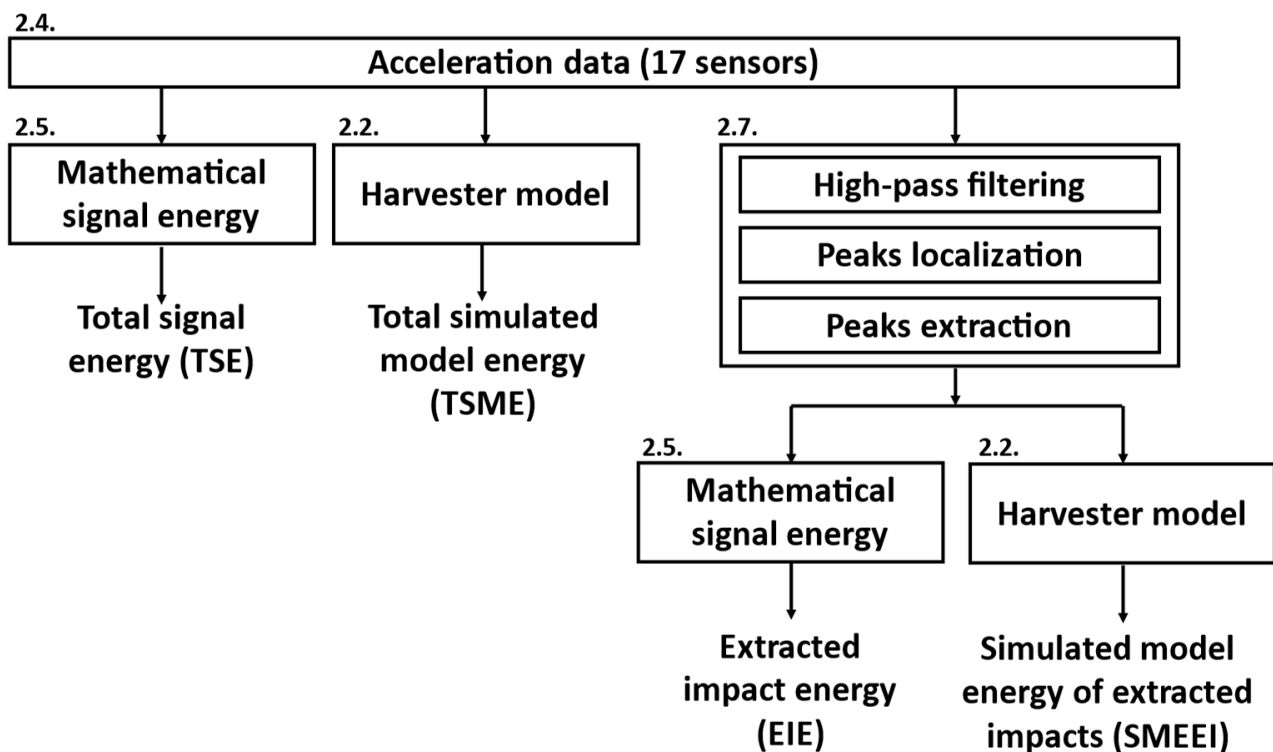 2.4.
Acceleration data (17 sensors)
2.5.
Mathematical
signal energy
Total signal
energy (TSE)
2.2.
Harvester model
Total simulated
model energy
(TSME)
2.7.
High-pass filtering
Peaks localization
Peaks extraction
2.5.
Mathematical
signal energy
Extracted
impact energy
(EIE)
2.2.
Harvester model
Simulated model
energy of extracted
impacts (SMEEI)